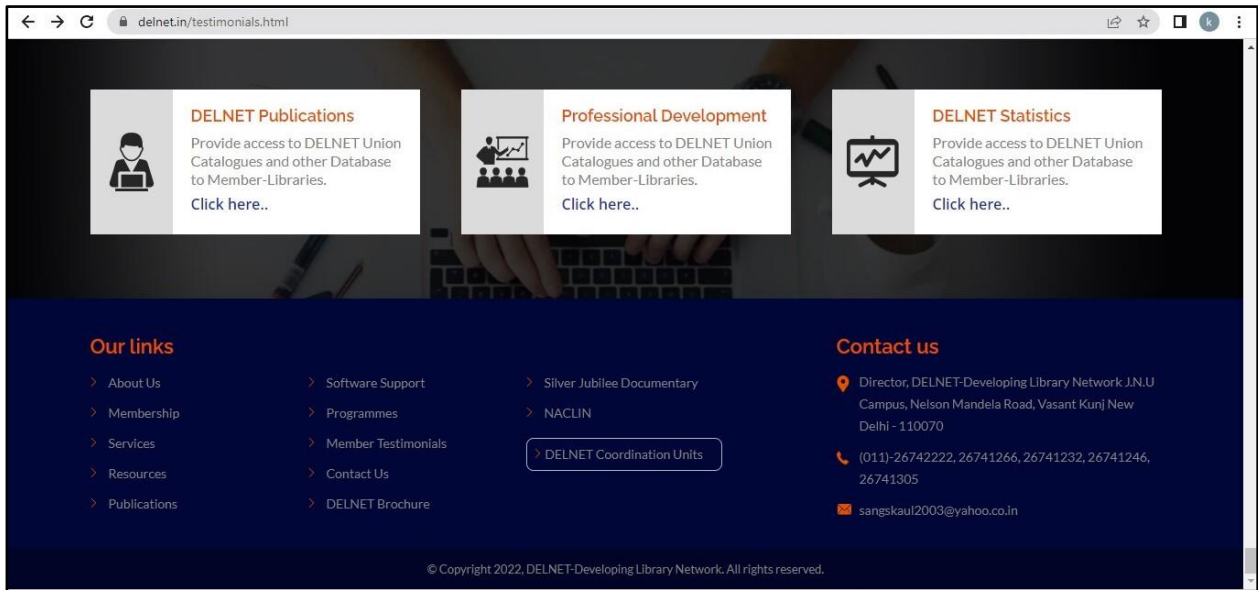 delnet.in/testimonials.html
k
DELNET Publications
Provide access to DELNET Union
Catalogues and other Database
to Member-Libraries.
Click here..
Professional Development
Provide access to DELNET Union
Catalogues and other Database
to Member-Libraries.
Click here..
DELNET Statistics
Provide access to DELNET Union
Catalogues and other Database
to Member-Libraries.
Click here..
Our links
> About Us
> Membership
> Services
> Resources
> Publications
> Software Support
> Programmes
> Member Testimonials
> Contact Us
> DELNET Brochure
> Silver Jubilee Documentary
> NACLIN
> DELNET Coordination Units
Contact us
Director, DELNET-Developing Library Network J.N.U
Campus, Nelson Mandela Road, Vasant Kunj New
Delhi - 110070
(011)-26742222, 26741266, 26741232, 26741246,
26741305
sangskaul2003@yahoo.co.in
© Copyright 2022, DELNET-Developing Library Network. All rights reserved.